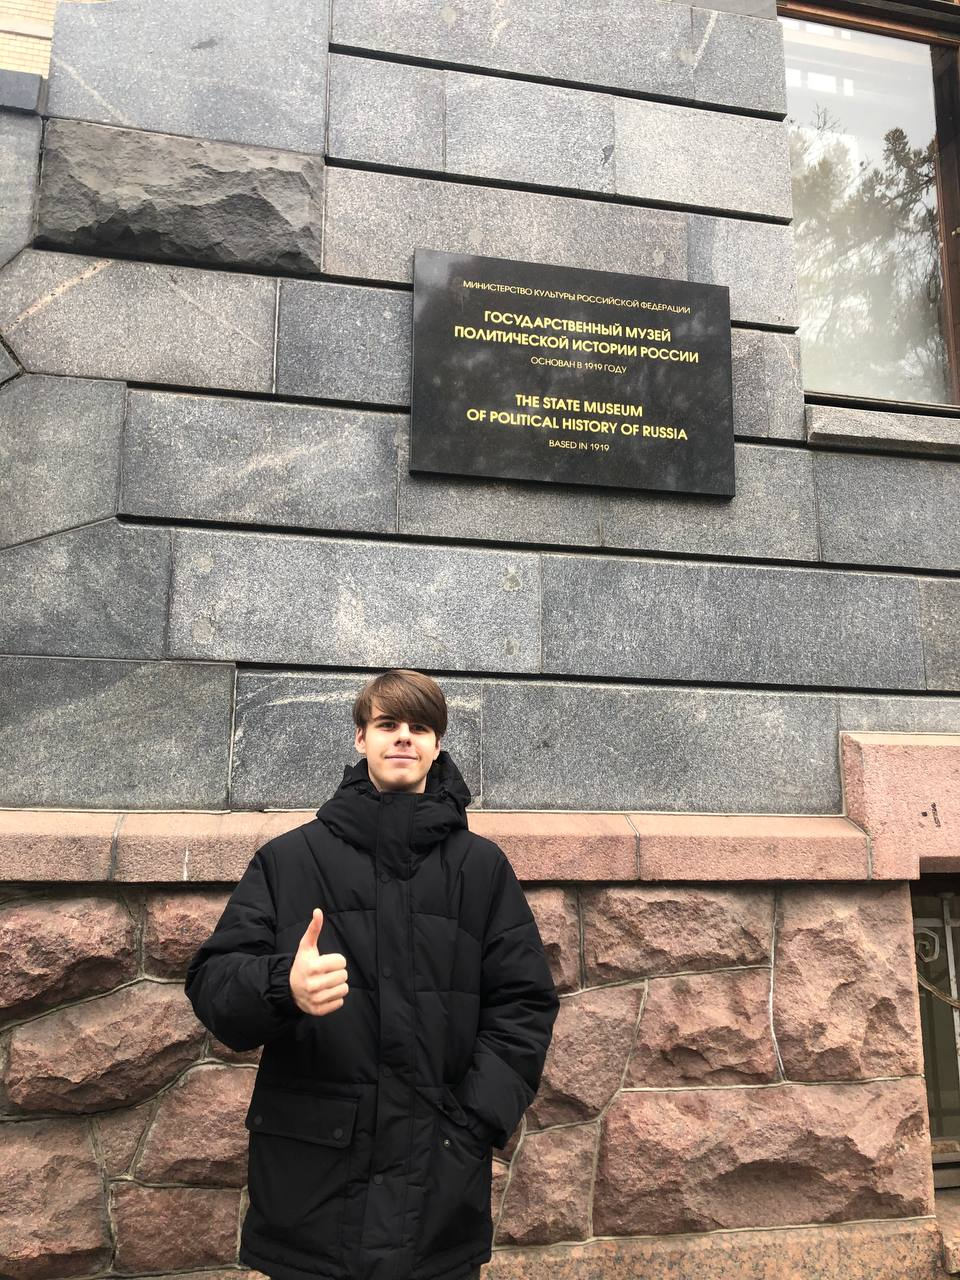 МИНИСТЕРСТВО КУЛЬТУРЫ РОССИЙСКОЙ ФЕДЕРАЦИИ
ГОСУДАРСТВЕННЫЙ МУЗЕЙ
ПОЛИТИЧЕСКОЙ ИСТОРИИ РОССИИ
ОСНОВАН В 1919 ГОДУ
THE STATE MUSEUM
OF POLITICAL HISTORY OF RUSSIA
BASED IN 1919